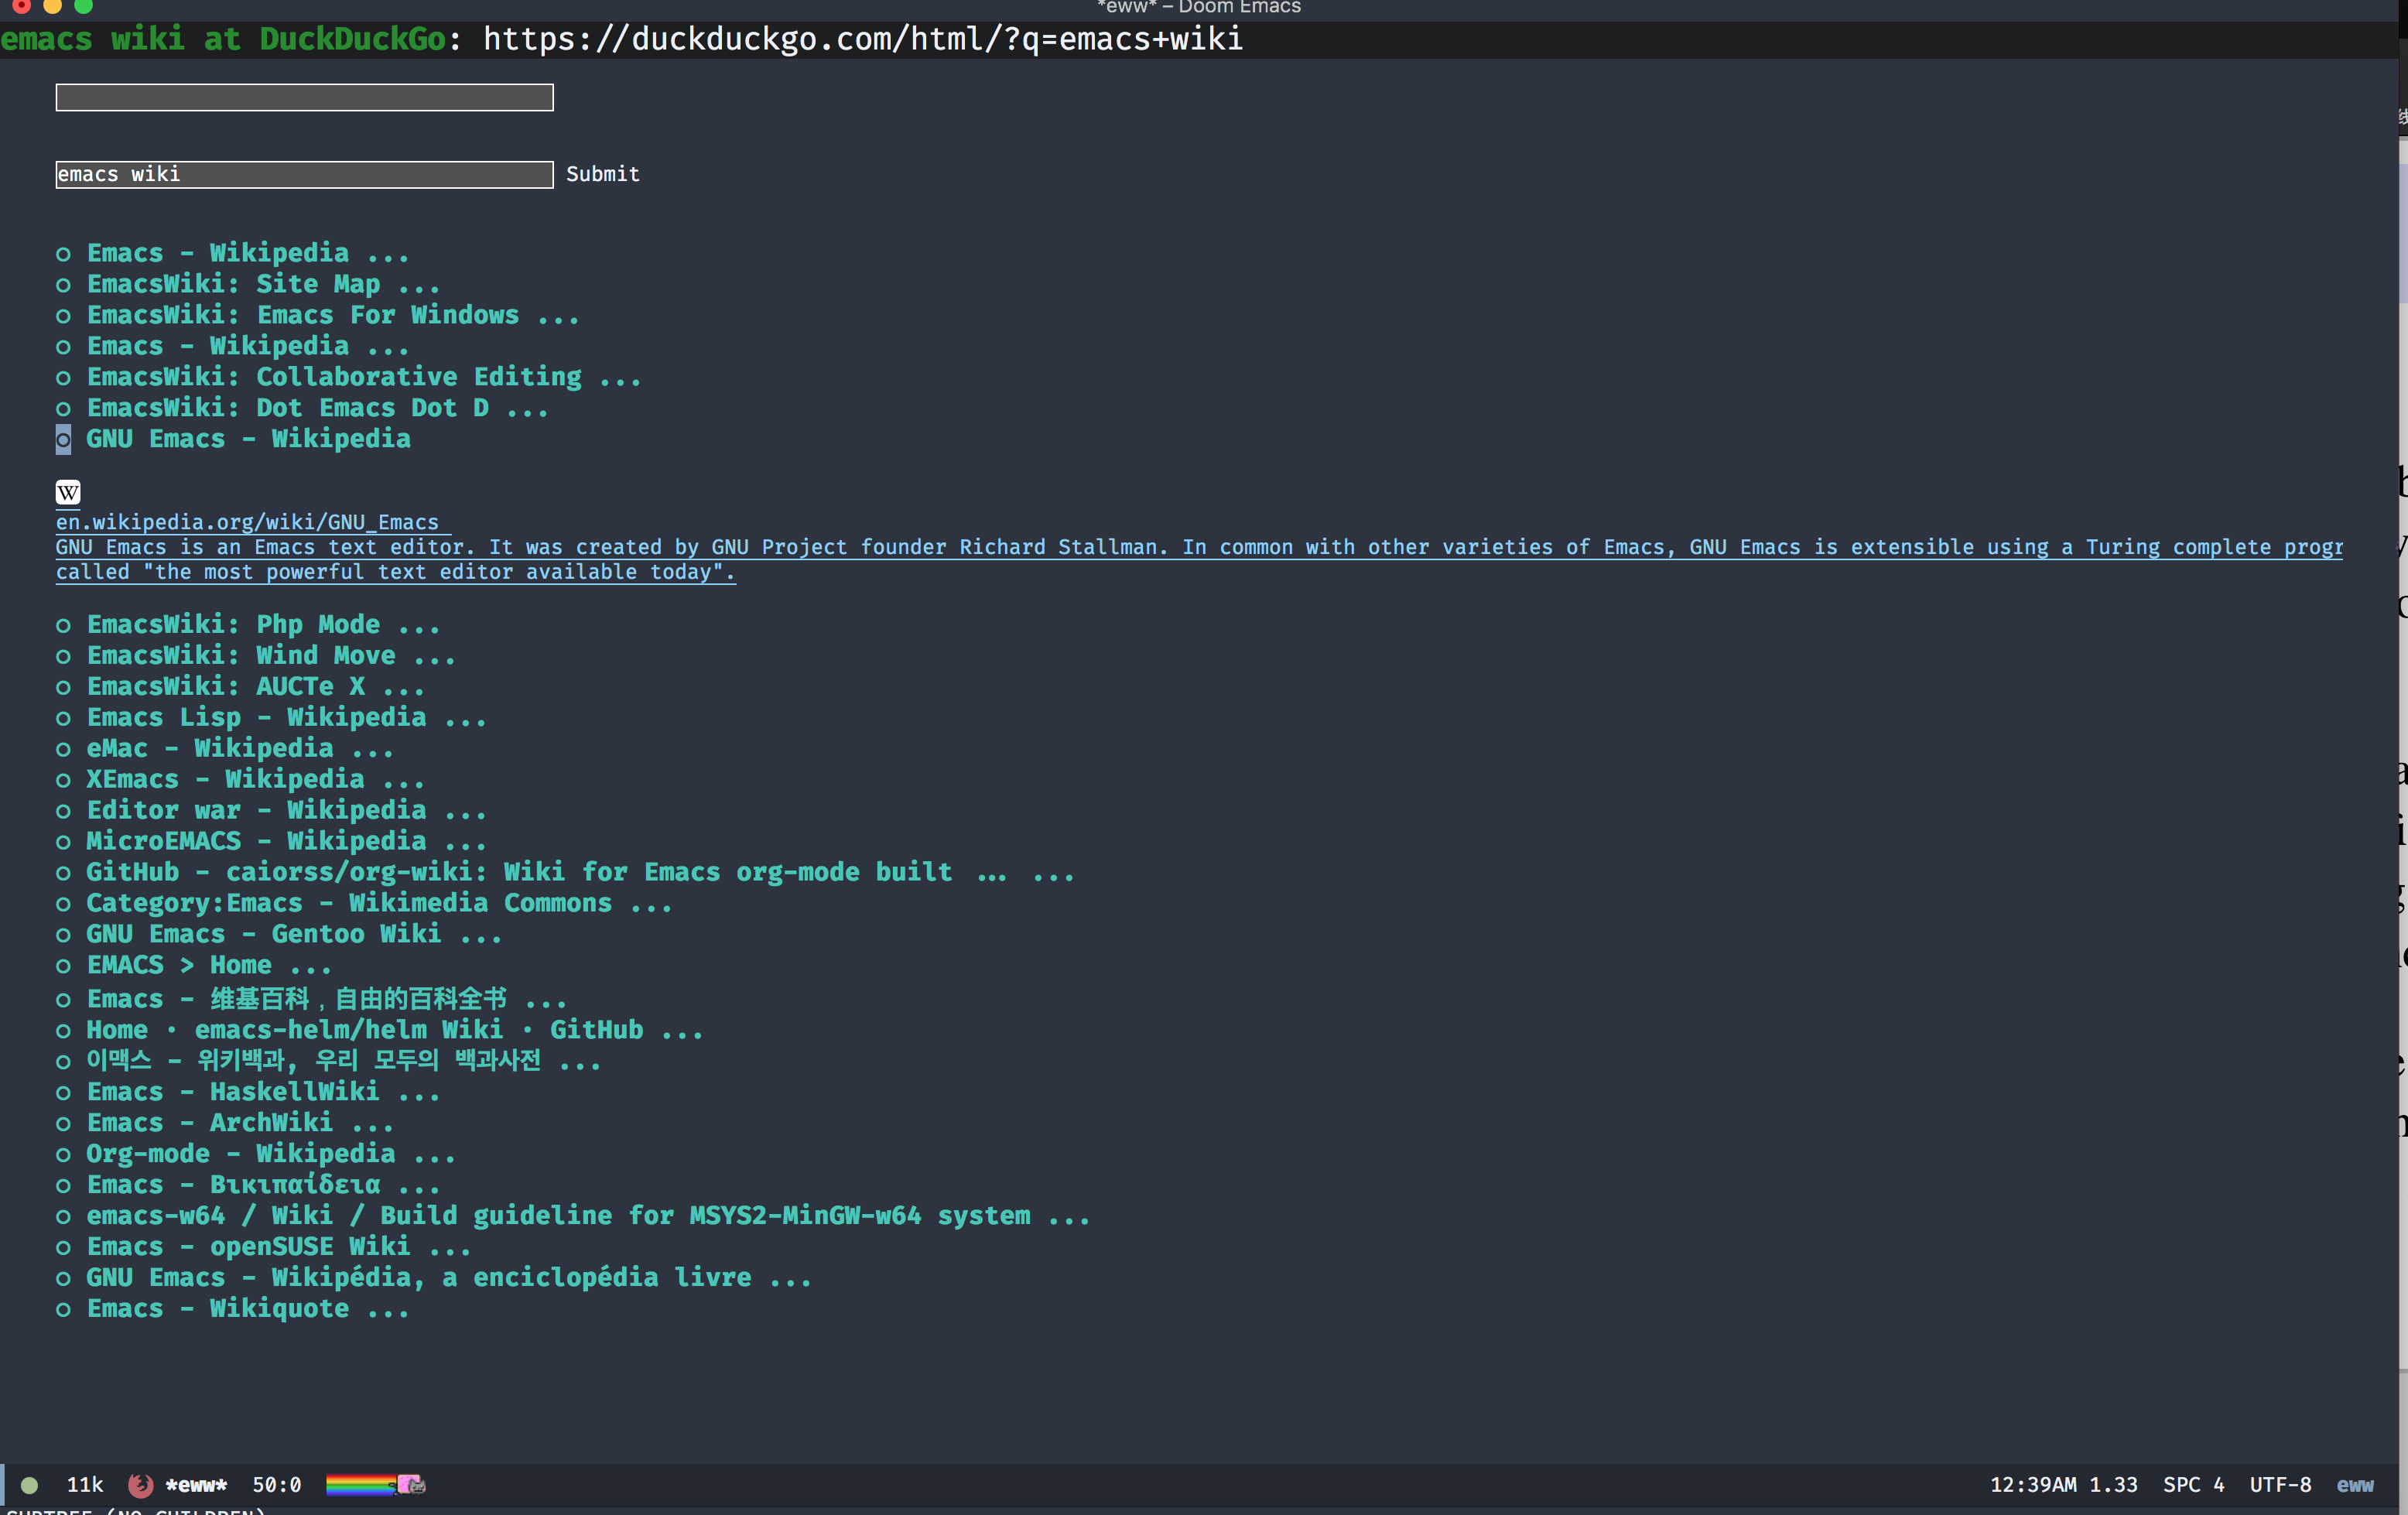 *eww* – Doom Emacs
emacs wiki at DuckDuckGo: https://duckduckgo.com/html/?q=emacs+wiki
emacs wiki Submit
Emacs - Wikipedia ...
EmacsWiki: Site Map ...
EmacsWiki: Emacs For Windows ...
Emacs - Wikipedia ...
EmacsWiki: Collaborative Editing ...
EmacsWiki: Dot Emacs Dot D ...
GNU Emacs - Wikipedia
W
en.wikipedia.org/wiki/GNU_Emacs
GNU Emacs is an Emacs text editor. It was created by GNU Project founder Richard Stallman. In common with other varieties of Emacs, GNU Emacs is extensible using a Turing complete progr
called "the most powerful text editor available today".
EmacsWiki: Php Mode ...
EmacsWiki: Wind Move ...
EmacsWiki: AUCTe X ...
Emacs Lisp - Wikipedia ...
eMac - Wikipedia ...
XEmacs - Wikipedia ...
Editor war - Wikipedia ...
MicroEMACS - Wikipedia ...
GitHub - caiorss/org-wiki: Wiki for Emacs org-mode built … ...
Category:Emacs - Wikimedia Commons ...
GNU Emacs - Gentoo Wiki ...
EMACS > Home ...
Emacs - 维基百科，自由的百科全书 ...
Home · emacs-helm/helm Wiki · GitHub ...
이맥스 - 위키백과, 우리 모두의 백과사전 ...
Emacs - HaskellWiki ...
Emacs - ArchWiki ...
Org-mode - Wikipedia ...
Emacs - Βικιπαίδεια ...
emacs-w64 / Wiki / Build guideline for MSYS2-MinGW-w64 system ...
Emacs - openSUSE Wiki ...
GNU Emacs - Wikipédia, a enciclopédia livre ...
Emacs - Wikiquote ...
11k *eww* 50:0 12:39AM 1.33 SPC 4 UTF-8 eww
SUBTREE (NO CHILDREN)